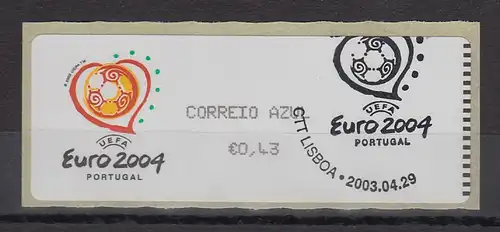 UEFA
EURO2004
PORTUGAL
CORREIO AZUL
€0,43
UEFA
EURO2004
PORTUGAL
CTT LISBOA • 2003.04.29